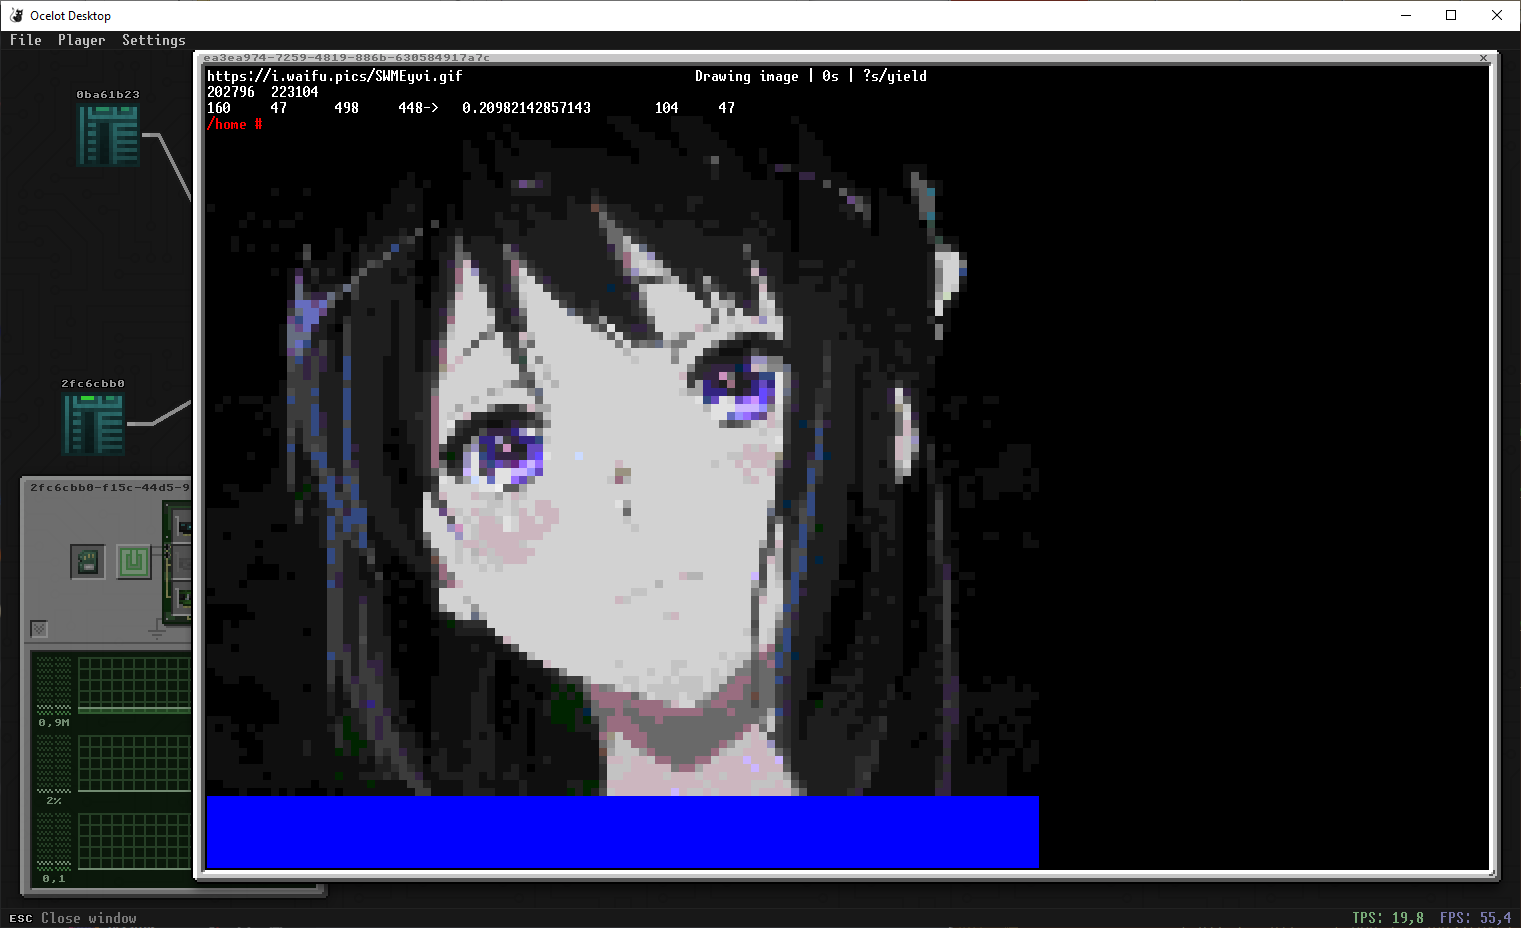 Ocelot Desktop
File Player Settings
ea3ea974-7259-4819-886b-630584917a7c
https://i.waifu.pics/SWMEyvi.gif Drawing image | 0s | ?s/yield
202796 223104
160 47 498 448-> 0.20982142857143 104 47
/home #
0ba61b23
2fc6cbb0
2fc6cbb0-f15c-44d5-9
0,9M
2%
0,1
ESC Close window
TPS: 19,8 FPS: 55,4